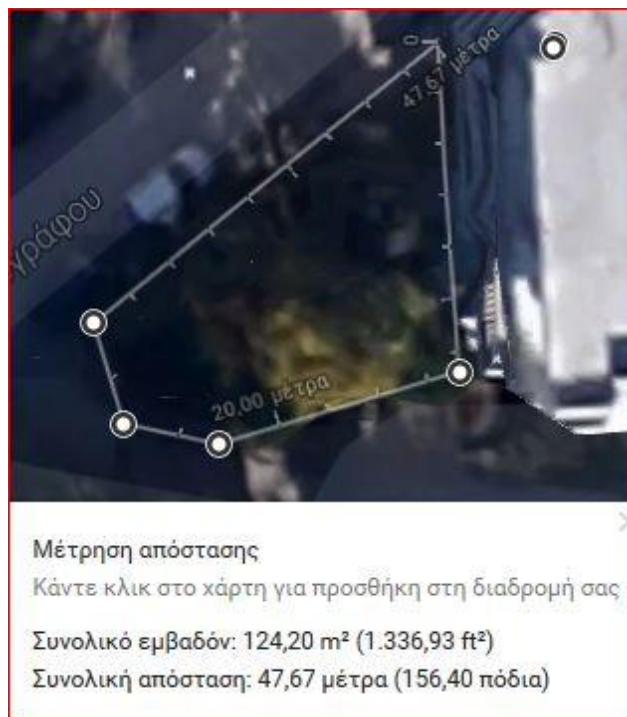 0
47,67 μέτρα
γράφου
20,00 μέτρα
Μέτρηση απόστασης
Κάντε κλικ στο χάρτη για προσθήκη στη διαδρομή σας
Συνολικό εμβαδόν: 124,20 m² (1.336,93 ft²)
Συνολική απόσταση: 47,67 μέτρα (156,40 πόδια)